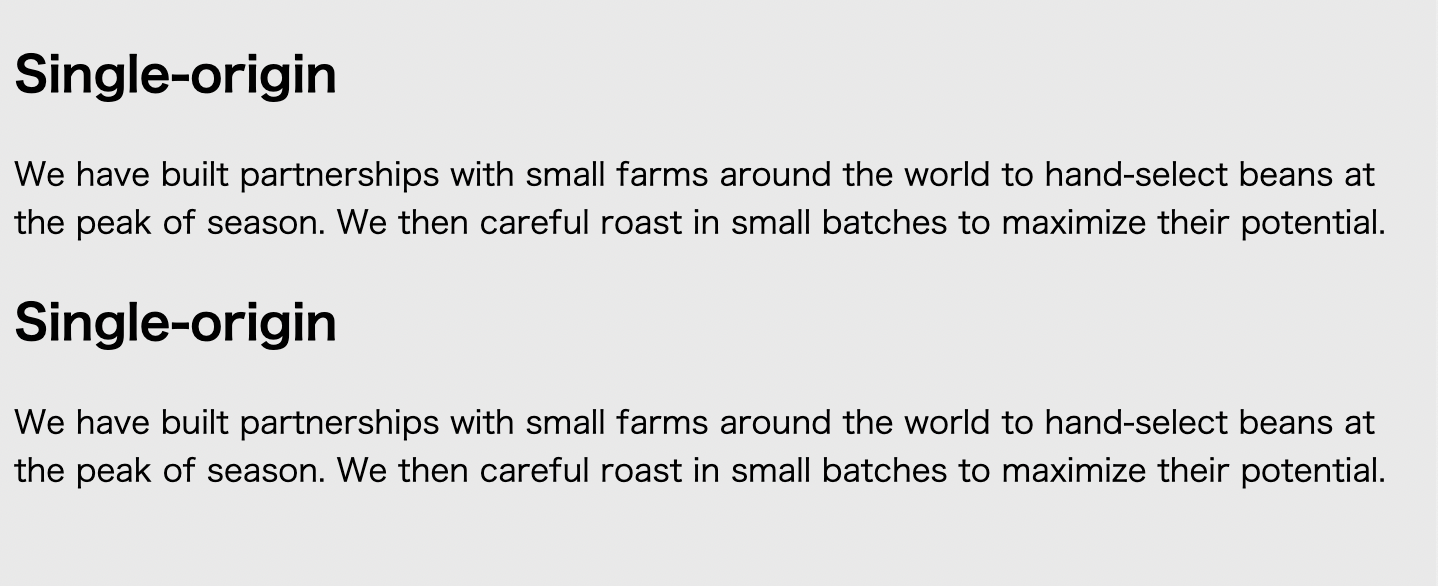 Single-origin
We have built partnerships with small farms around the world to hand-select beans at
the peak of season. We then careful roast in small batches to maximize their potential.
Single-origin
We have built partnerships with small farms around the world to hand-select beans at
the peak of season. We then careful roast in small batches to maximize their potential.